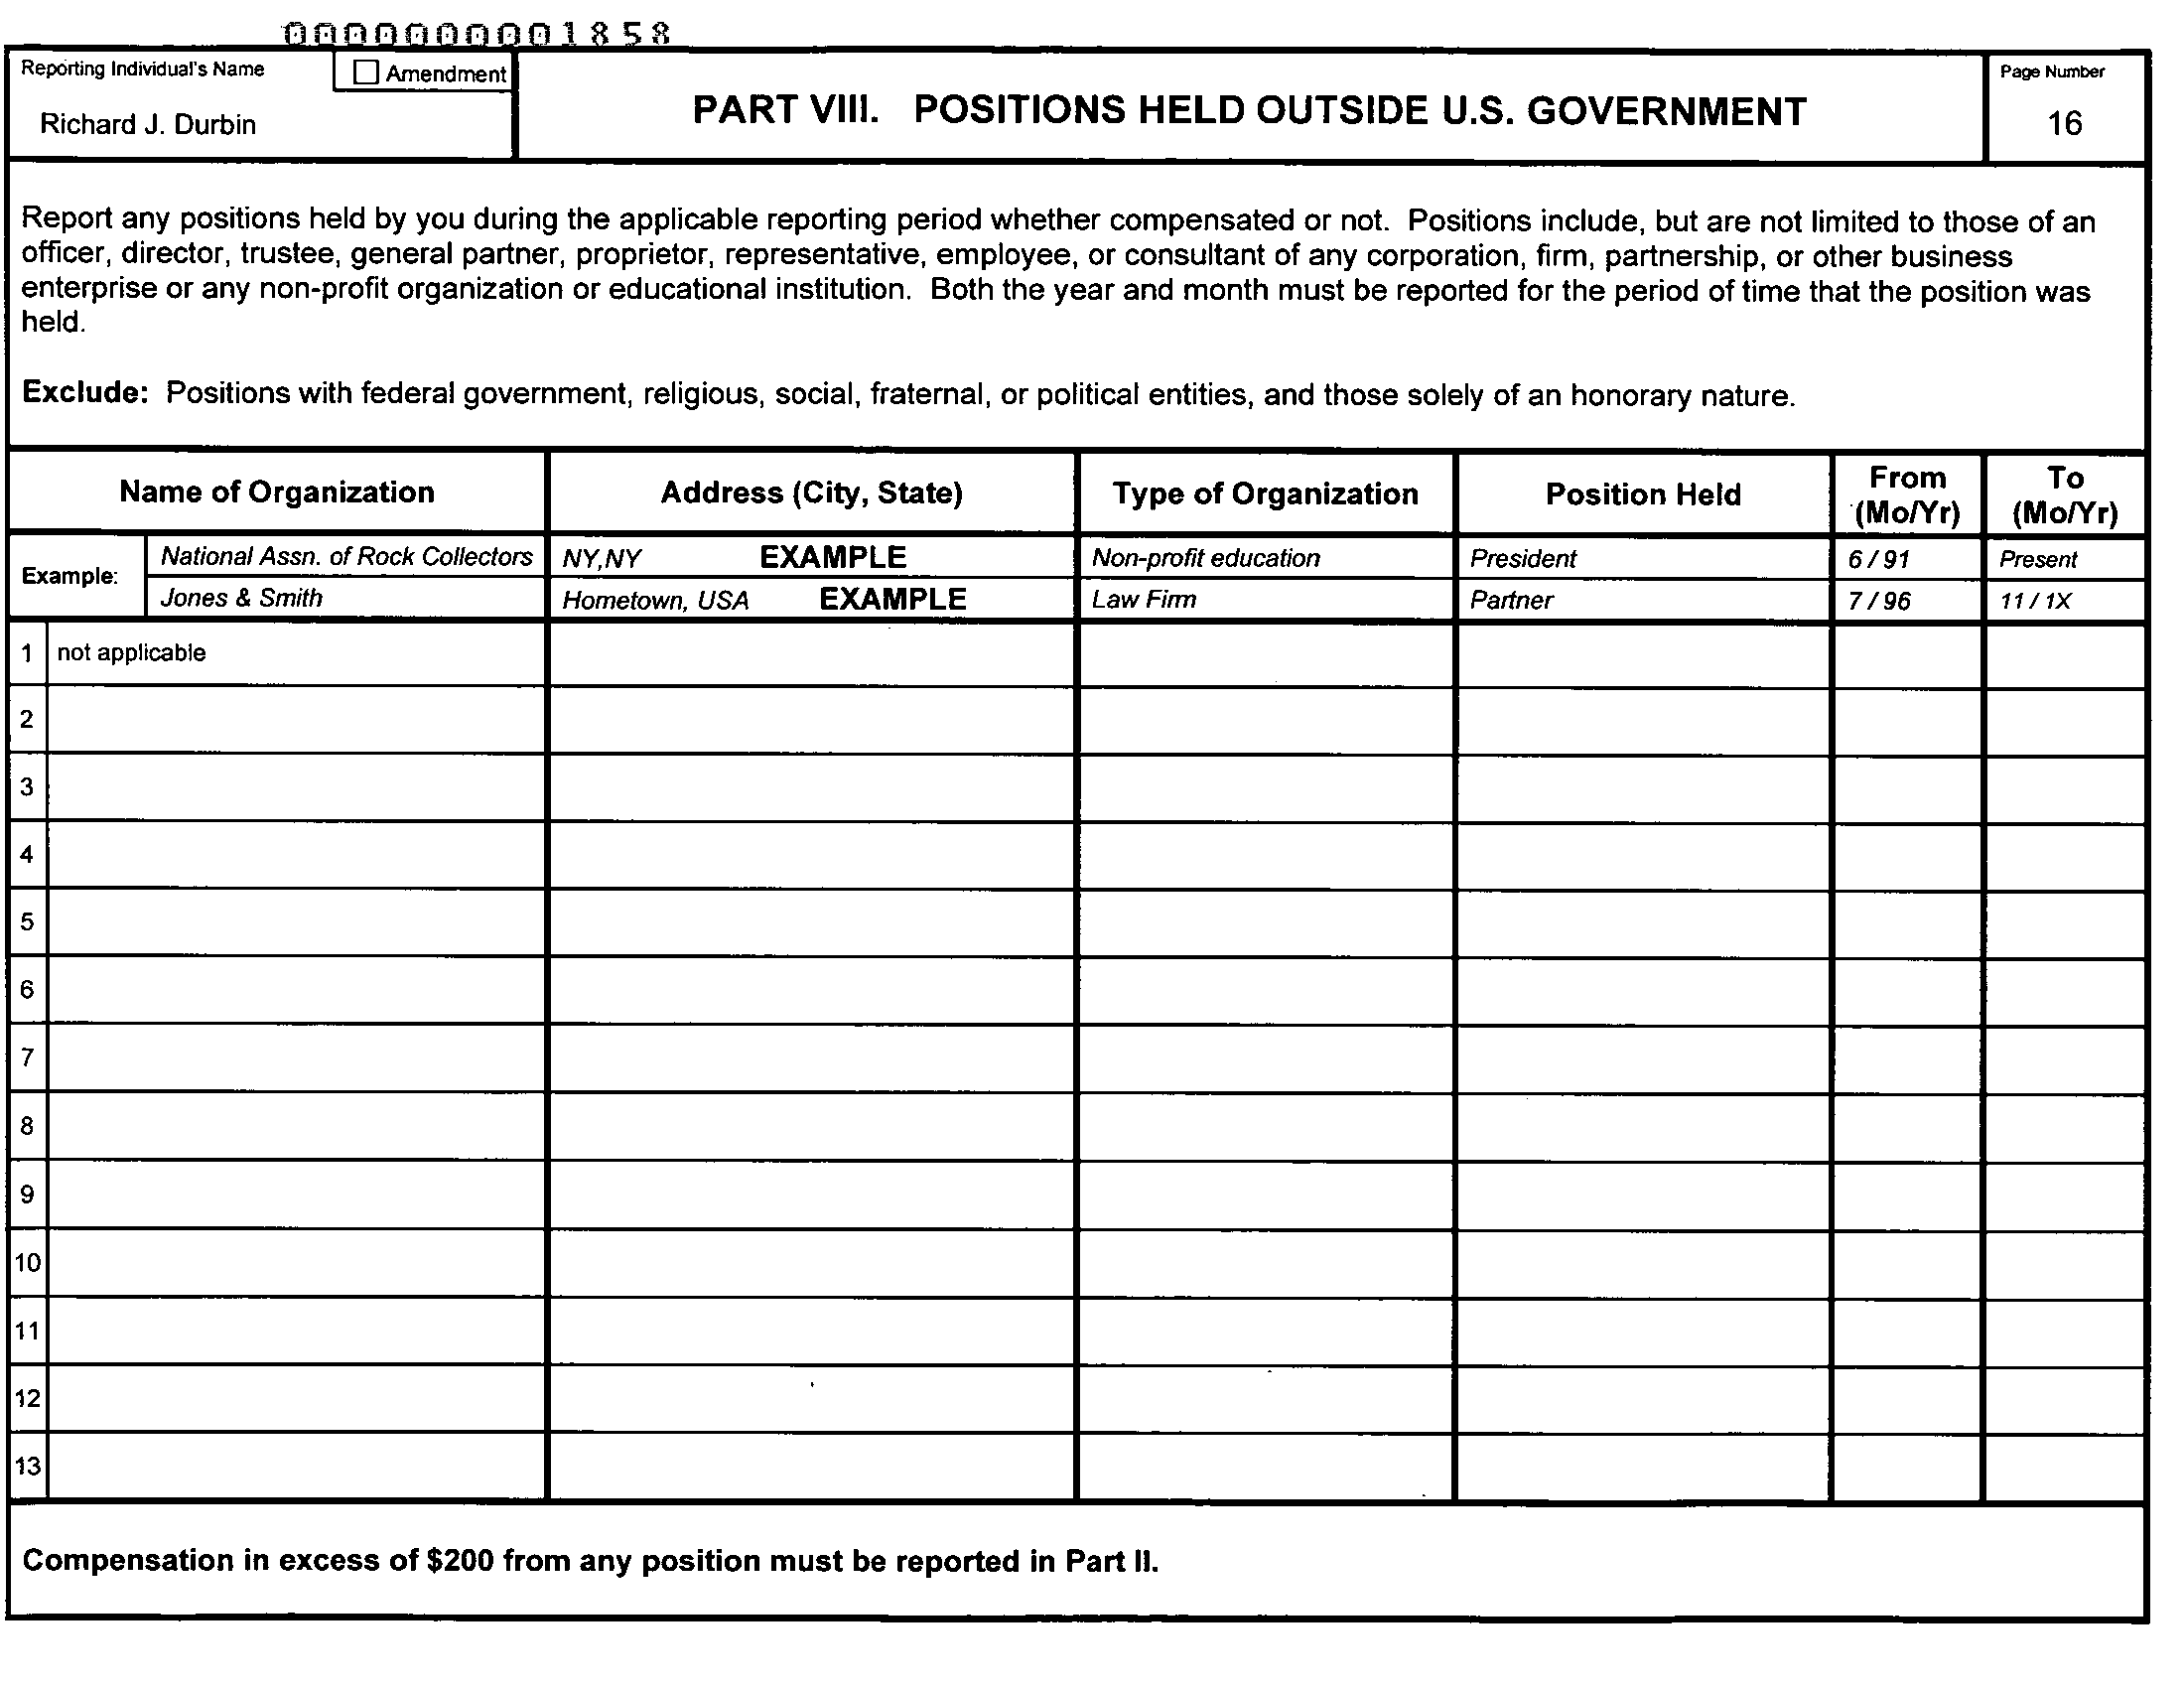 0000000001858
Reporting Individual's Name
Amendment
Richard J. Durbin
PART VIII. POSITIONS HELD OUTSIDE U.S. GOVERNMENT
Page Number
16
Report any positions held by you during the applicable reporting period whether compensated or not. Positions include, but are not limited to those of an
officer, director, trustee, general partner, proprietor, representative, employee, or consultant of any corporation, firm, partnership, or other business
enterprise or any non-profit organization or educational institution. Both the year and month must be reported for the period of time that the position was
held.
Exclude: Positions with federal government, religious, social, fraternal, or political entities, and those solely of an honorary nature.
Name of Organization Address (City, State) Type of Organization Position Held From (Mo/Yr) To (Mo/Yr)
Example: National Assn. of Rock Collectors NY,NY EXAMPLE Non-profit education President 6 / 91 Present
Jones & Smith Hometown, USA EXAMPLE Law Firm Partner 7 / 96 11 / 1X
1 not applicable
2
3
4
5
6
7
8
9
10
11
12
13
Compensation in excess of $200 from any position must be reported in Part II.